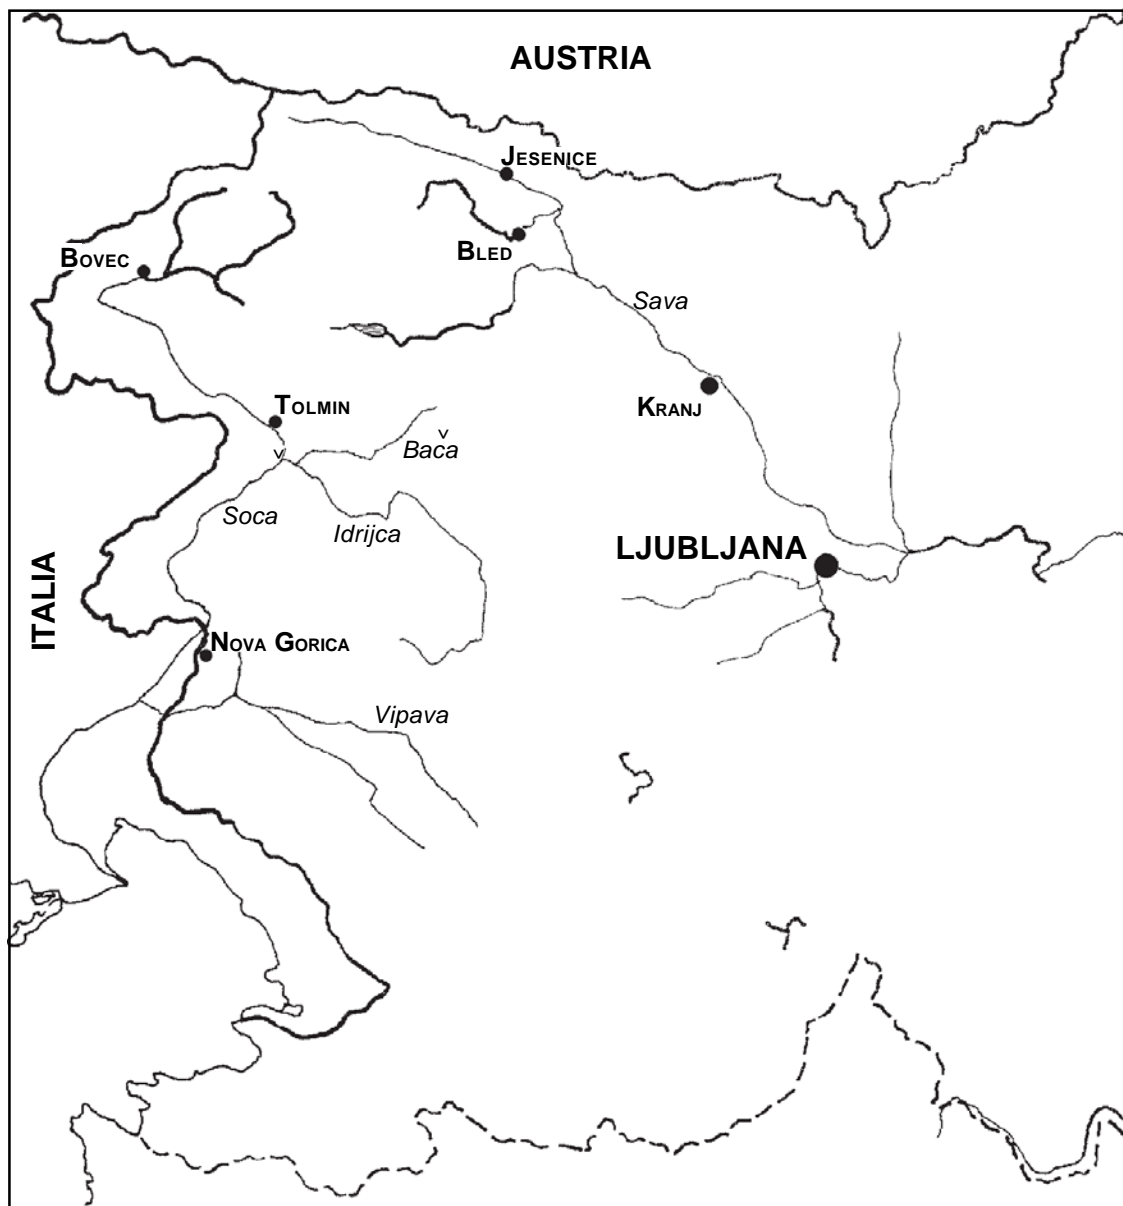 AUSTRIA
JESENICE
BOVEC
BLED
Sava
TOLMIN
KRANJ
Bača
Soca
Idrijca
LJUBLJANA
ITALIA
NOVA GORICA
Vipava